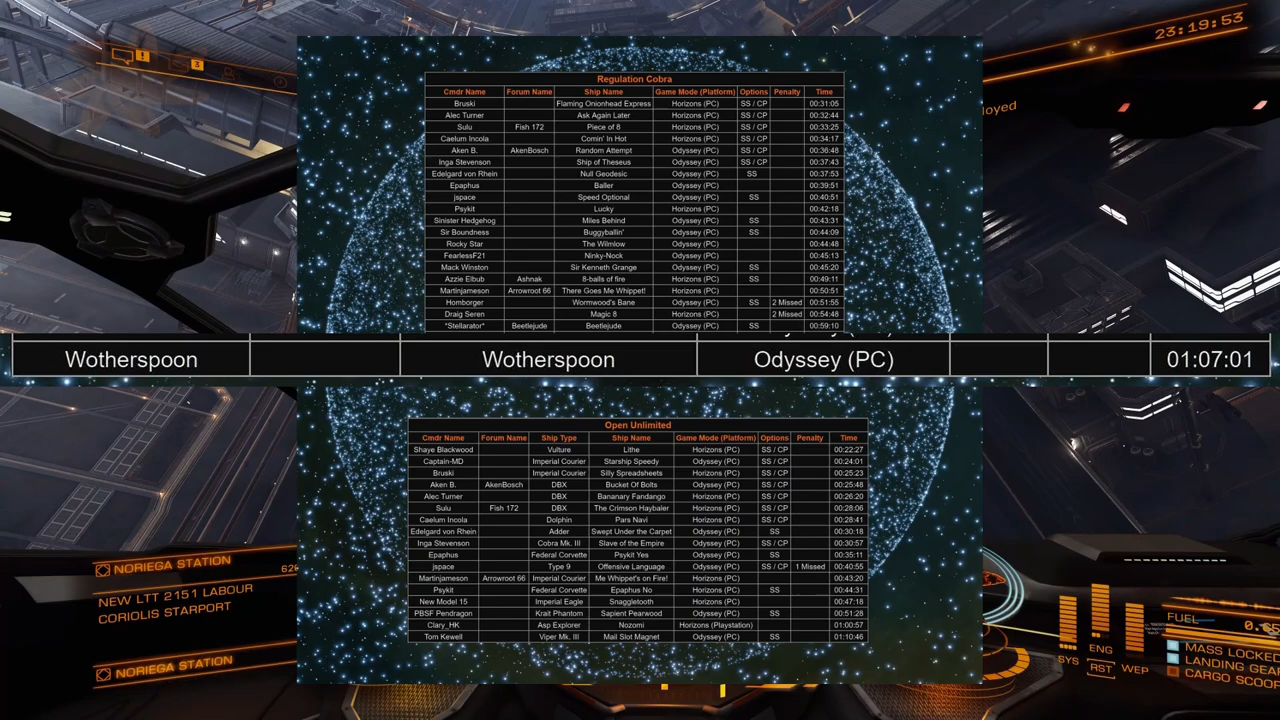 23:19:53
3
oyed
Regulation Cobra
Cmdr Name Forum Name Ship Name Game Mode (Platform) Options Penalty Time
Bruski Flaming Onionhead Express Horizons (PC) SS / CP 00:31:05
Alec Turner Ask Again Later Horizons (PC) SS / CP 00:32:44
Sulu Fish 172 Piece of 8 Horizons (PC) SS / CP 00:33:25
Caelum Incola Comin' In Hot Horizons (PC) SS / CP 00:34:17
Aken B. AkenBosch Random Attempt Odyssey (PC) SS / CP 00:36:48
Inga Stevenson Ship of Theseus Odyssey (PC) SS / CP 00:37:43
Edelgard von Rhein Null Geodesic Odyssey (PC) SS 00:37:53
Epaphus Baller Odyssey (PC) 00:39:51
jspace Speed Optional Odyssey (PC) SS 00:40:51
Psykit Lucky Horizons (PC) 00:42:18
Sinister Hedgehog Miles Behind Odyssey (PC) SS 00:43:31
Sir Boundness Buggyballin' Odyssey (PC) SS 00:44:09
Rocky Star The Wilmlow Odyssey (PC) 00:44:48
FearlessF21 Ninky-Nock Odyssey (PC) 00:45:13
Mack Winston Sir Kenneth Grange Odyssey (PC) SS 00:45:20
Azzie Elbub Ashnak 8-balls of fire Horizons (PC) SS 00:49:11
Martinjameson Arrowroot 66 There Goes Me Whippet! Horizons (PC) 00:50:51
Homborger Wormwood's Bane Odyssey (PC) SS 2 Missed 00:51:55
Draig Seren Magic 8 Horizons (PC) 2 Missed 00:54:48
*Stellarator* Beetlejude Beetlejude Odyssey (PC) SS 00:59:10
Wotherspoon Wotherspoon Odyssey (PC) 01:07:01
Open Unlimited
Cmdr Name Forum Name Ship Type Ship Name Game Mode (Platform) Options Penalty Time
Shaye Blackwood Vulture Lithe Horizons (PC) SS / CP 00:22:27
Captain-MD Imperial Courier Starship Speedy Odyssey (PC) SS / CP 00:24:01
Bruski Imperial Courier Silly Spreadsheets Horizons (PC) SS / CP 00:25:23
Aken B. AkenBosch DBX Bucket Of Bolts Odyssey (PC) SS / CP 00:25:48
Alec Turner DBX Bananary Fandango Horizons (PC) SS / CP 00:26:20
Sulu Fish 172 DBX The Crimson Haybaler Horizons (PC) SS / CP 00:28:06
Caelum Incola Dolphin Pars Navi Horizons (PC) SS / CP 00:28:41
Edelgard von Rhein Adder Swept Under the Carpet Odyssey (PC) SS 00:30:18
Inga Stevenson Cobra Mk. III Slave of the Empire Odyssey (PC) SS / CP 00:30:57
Epaphus Federal Corvette Psykit Yes Odyssey (PC) 00:35:11
jspace Type 9 Offensive Language Odyssey (PC) SS / CP 1 Missed 00:40:55
Martinjameson Arrowroot 66 Imperial Courier Me Whippet's on Fire! Horizons (PC) 00:43:20
Psykit Federal Corvette Epaphus No Horizons (PC) SS 00:44:31
New Model 15 Imperial Eagle Snaggletooth Horizons (PC) 00:47:18
PBSF Pendragon Krait Phantom Sapient Pearwood Odyssey (PC) SS 00:51:28
Clary_HK Asp Explorer Nozomi Horizons (Playstation) 01:00:57
Tom Kewell Viper Mk. III Mail Slot Magnet Odyssey (PC) SS 01:10:46
NORIEGA STATION
NEW LTT 2151 LABOUR
CORIOLIS STARPORT
NORIEGA STATION
SYS
ENG
RST
WEP
FUEL
MASS LOCKED
LANDING GEAR
CARGO SCOOP